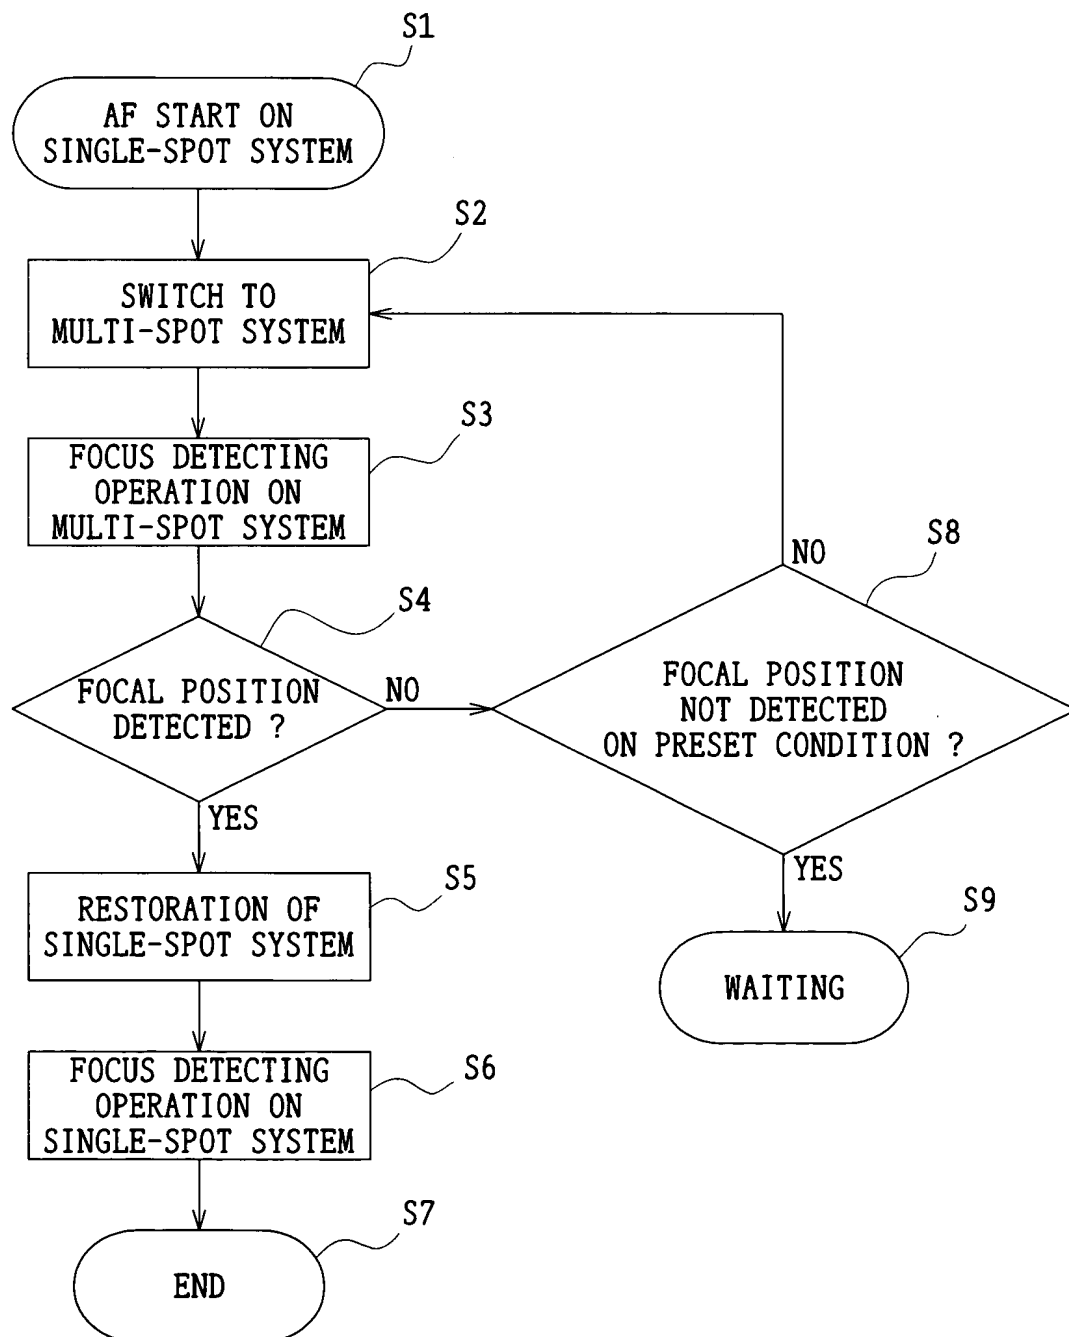 S1
AF START ON
SINGLE-SPOT SYSTEM
S2
SWITCH TO
MULTI-SPOT SYSTEM
S3
FOCUS DETECTING
OPERATION ON
MULTI-SPOT SYSTEM
S4
FOCAL POSITION
DETECTED ?
NO
YES
S8
NO
FOCAL POSITION
NOT DETECTED
ON PRESET CONDITION ?
YES
S5
RESTORATION OF
SINGLE-SPOT SYSTEM
S9
WAITING
S6
FOCUS DETECTING
OPERATION ON
SINGLE-SPOT SYSTEM
S7
END